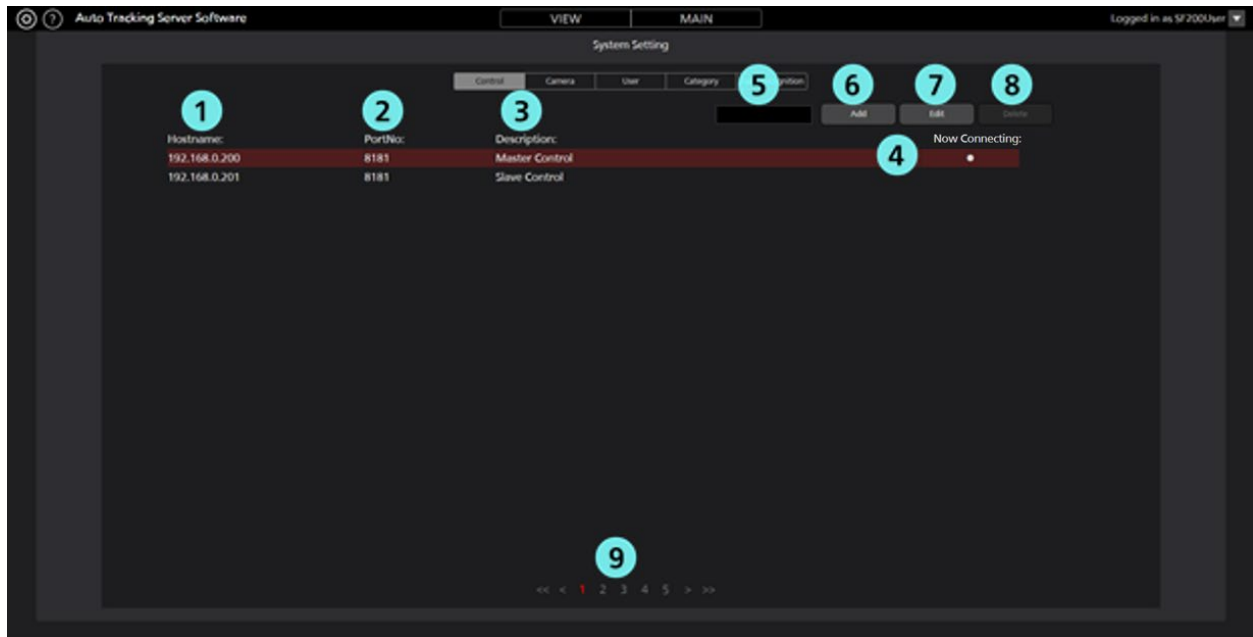 ? Auto Tracking Server Software VIEW MAIN Logged in as SF200User
System Setting
Control Camera User Category 5 nition
6 Add 7 Edit 8 Delete
1 2 3
Hostname: PortNo: Description: Now Connecting:
192.168.0.200 8181 Master Control 4
192.168.0.201 8181 Slave Control
9
<< < 1 2 3 4 5 > >>